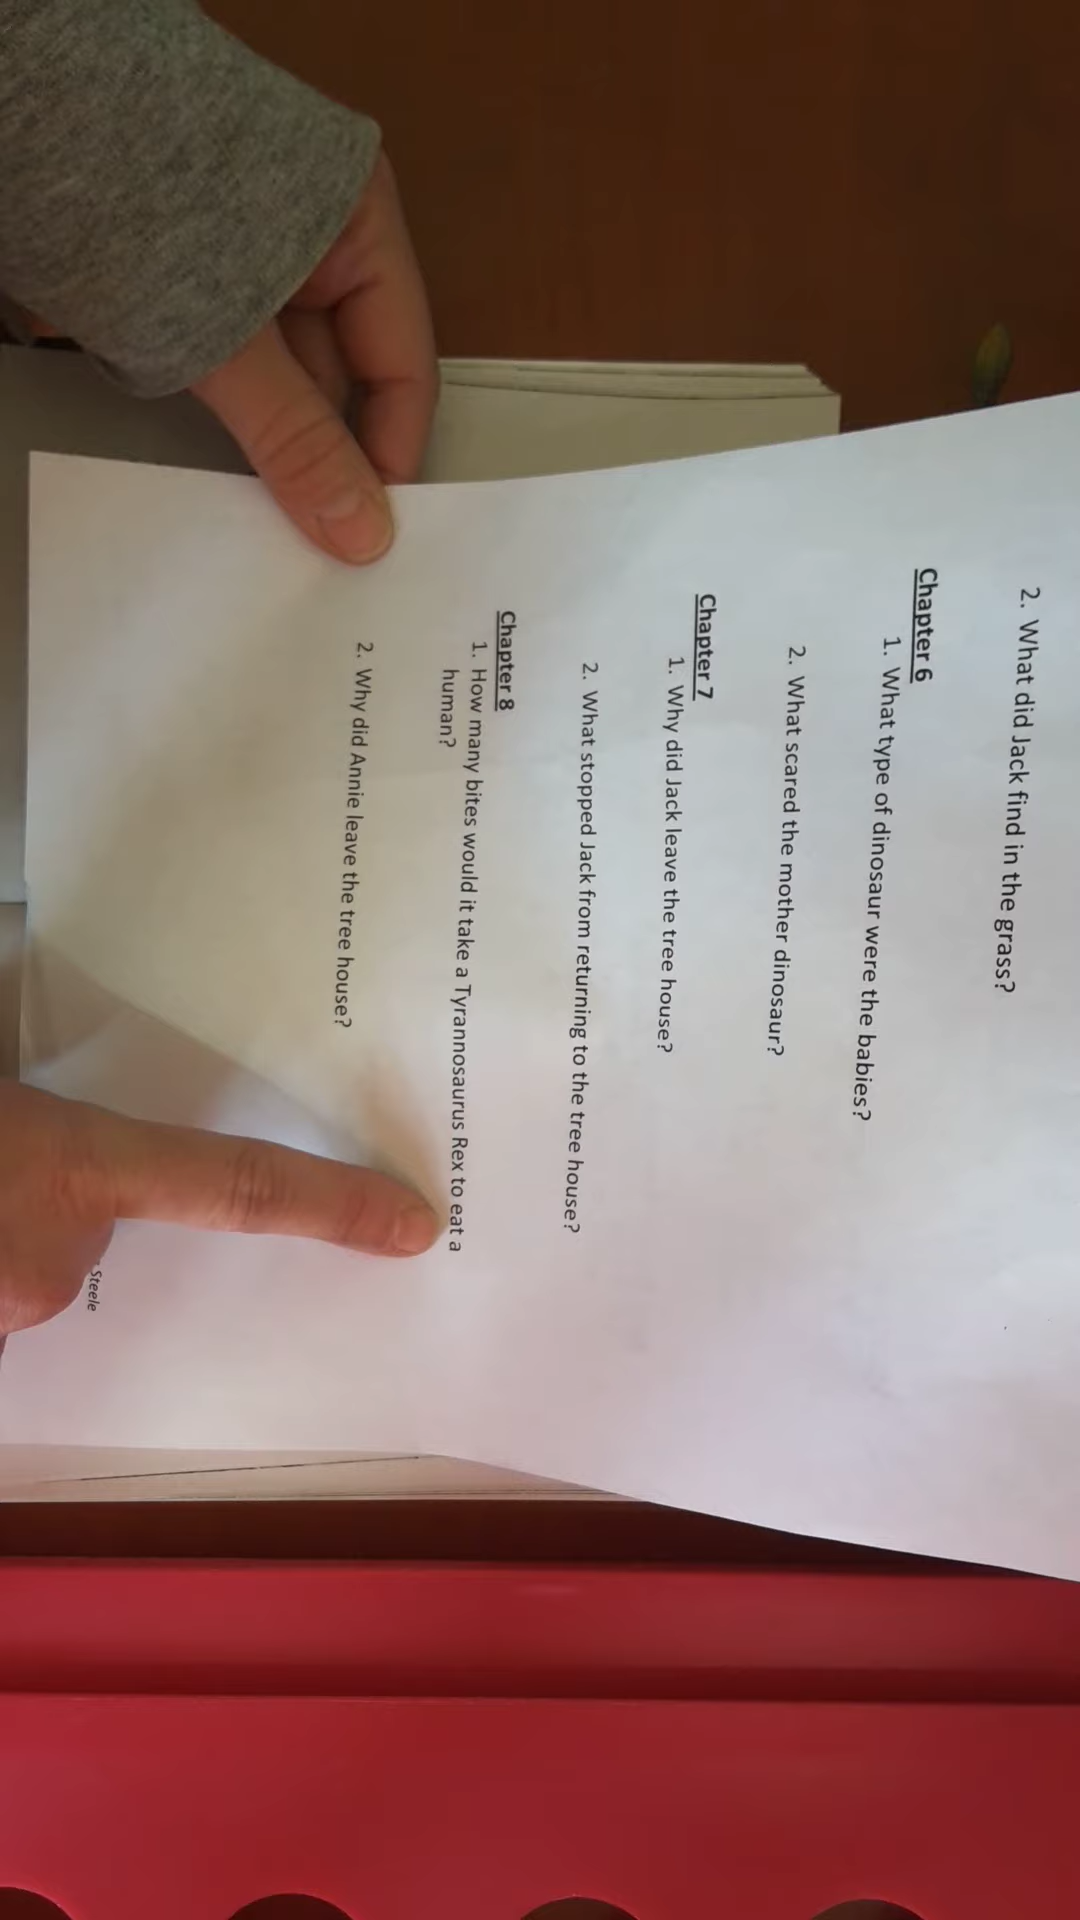 2. What did Jack find in the grass?
Chapter 6
1. What type of dinosaur were the babies?
2. What scared the mother dinosaur?
Chapter 7
1. Why did Jack leave the tree house?
2. What stopped Jack from returning to the tree house?
Chapter 8
1. How many bites would it take a Tyrannosaurus Rex to eat a
human?
2. Why did Annie leave the tree house?
Steele